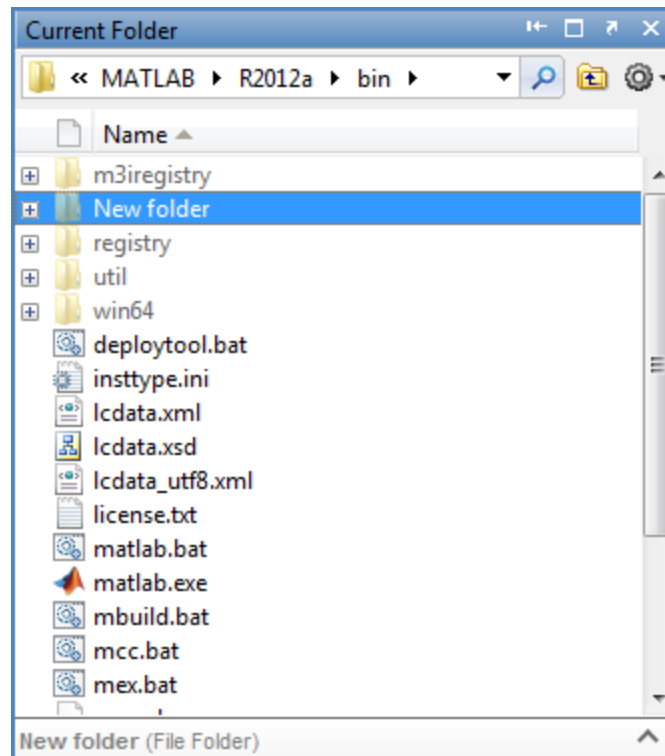 Current Folder
« MATLAB ▸ R2012a ▸ bin ▸
Name
m3iregistry
New folder
registry
util
win64
deploytool.bat
insttype.ini
lcdata.xml
lcdata.xsd
lcdata_utf8.xml
license.txt
matlab.bat
matlab.exe
mbuild.bat
mcc.bat
mex.bat
New folder (File Folder)